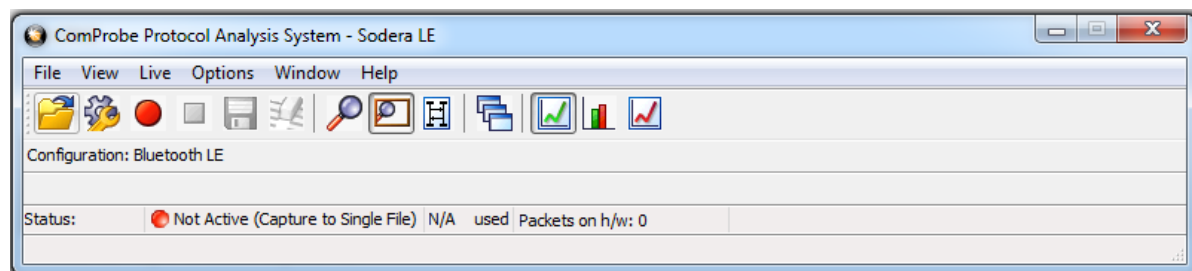 ComProbe Protocol Analysis System - Sodera LE
File View Live Options Window Help
Configuration: Bluetooth LE
Status: Not Active (Capture to Single File) N/A used Packets on h/w: 0